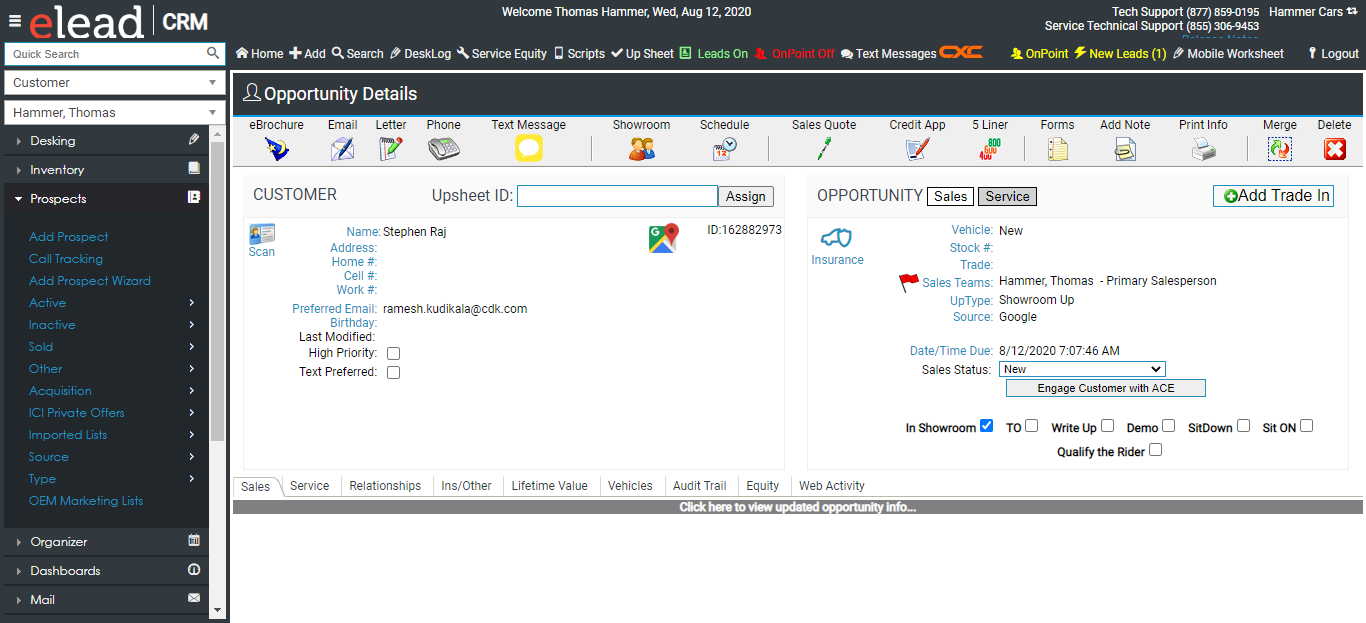 elead CRM
Welcome Thomas Hammer, Wed, Aug 12, 2020
Tech Support (877) 859-0195 Hammer Cars
Service Technical Support (855) 306-9453
Quick Search
Home Add Search DeskLog Service Equity Scripts Up Sheet Leads On OnPoint Off Text Messages CXC OnPoint New Leads (1) Mobile Worksheet Logout
Customer
Hammer, Thomas
Desking
Inventory
Prospects
Add Prospect
Call Tracking
Add Prospect Wizard
Active
Inactive
Sold
Other
Acquisition
ICI Private Offers
Imported Lists
Source
Type
OEM Marketing Lists
Organizer
Dashboards
Mail
Opportunity Details
eBrochure Email Letter Phone Text Message Showroom Schedule Sales Quote Credit App 5 Liner Forms Add Note Print Info Merge Delete
CUSTOMER Upsheet ID: Assign
Scan
Name: Stephen Raj
ID:162882973
Address:
Home #:
Cell #:
Work #:
Preferred Email: ramesh.kudikala@cdk.com
Birthday:
Last Modified:
High Priority:
Text Preferred:
OPPORTUNITY Sales Service Add Trade In
Insurance
Vehicle: New
Stock #:
Trade:
Sales Teams: Hammer, Thomas - Primary Salesperson
UpType: Showroom Up
Source: Google
Date/Time Due: 8/12/2020 7:07:46 AM
Sales Status: New
Engage Customer with ACE
In Showroom TO Write Up Demo SitDown Sit ON
Qualify the Rider
Sales Service Relationships Ins/Other Lifetime Value Vehicles Audit Trail Equity Web Activity
Click here to view updated opportunity info...